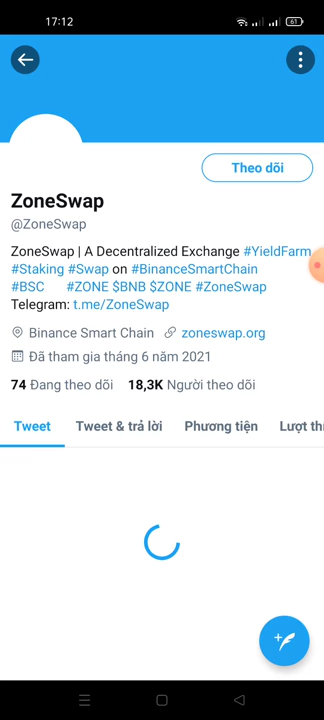 17:12
61
Theo dõi
ZoneSwap
@ZoneSwap
ZoneSwap | A Decentralized Exchange #YieldFarm
#Staking #Swap on #BinanceSmartChain
#BSC #ZONE $BNB $ZONE #ZoneSwap
Telegram: t.me/ZoneSwap
Binance Smart Chain zoneswap.org
Đã tham gia tháng 6 năm 2021
74 Đang theo dõi 18,3K Người theo dõi
Tweet Tweet & trả lời Phương tiện Lượt th